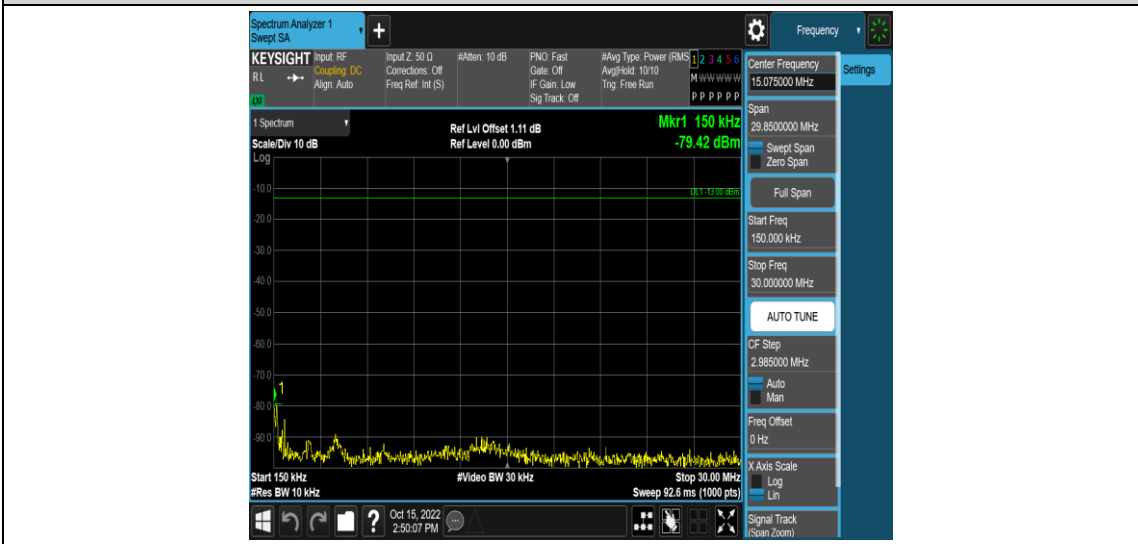 Spectrum Analyzer 1
Swept SA
+
Frequency
KEYSIGHT
RL
LXI
Input: RF
Coupling: DC
Align: Auto
Input Z: 50 Ω
Corrections: Off
Freq Ref: Int (S)
#Atten: 10 dB
PNO: Fast
Gate: Off
IF Gain: Low
Sig Track: Off
#Avg Type: Power (RMS
Avg|Hold: 10/10
Trig: Free Run
1 2 3 4 5 6
M W W W W W
P P P P P P
1 Spectrum
Scale/Div 10 dB
Log
Ref Lvl Offset 1.11 dB
Ref Level 0.00 dBm
Mkr1 150 kHz
-79.42 dBm
DL1 -13.00 dBm
-10.0
-20.0
-30.0
-40.0
-50.0
-60.0
-70.0
1
-80.0
-90.0
Start 150 kHz
#Res BW 10 kHz
#Video BW 30 kHz
Stop 30.00 MHz
Sweep 92.6 ms (1000 pts)
?
Oct 15, 2022
2:50:07 PM
Center Frequency
15.075000 MHz
Settings
Span
29.8500000 MHz
Swept Span
Zero Span
Full Span
Start Freq
150.000 kHz
Stop Freq
30.000000 MHz
AUTO TUNE
CF Step
2.985000 MHz
Auto
Man
Freq Offset
0 Hz
X Axis Scale
Log
Lin
Signal Track
(Span Zoom)